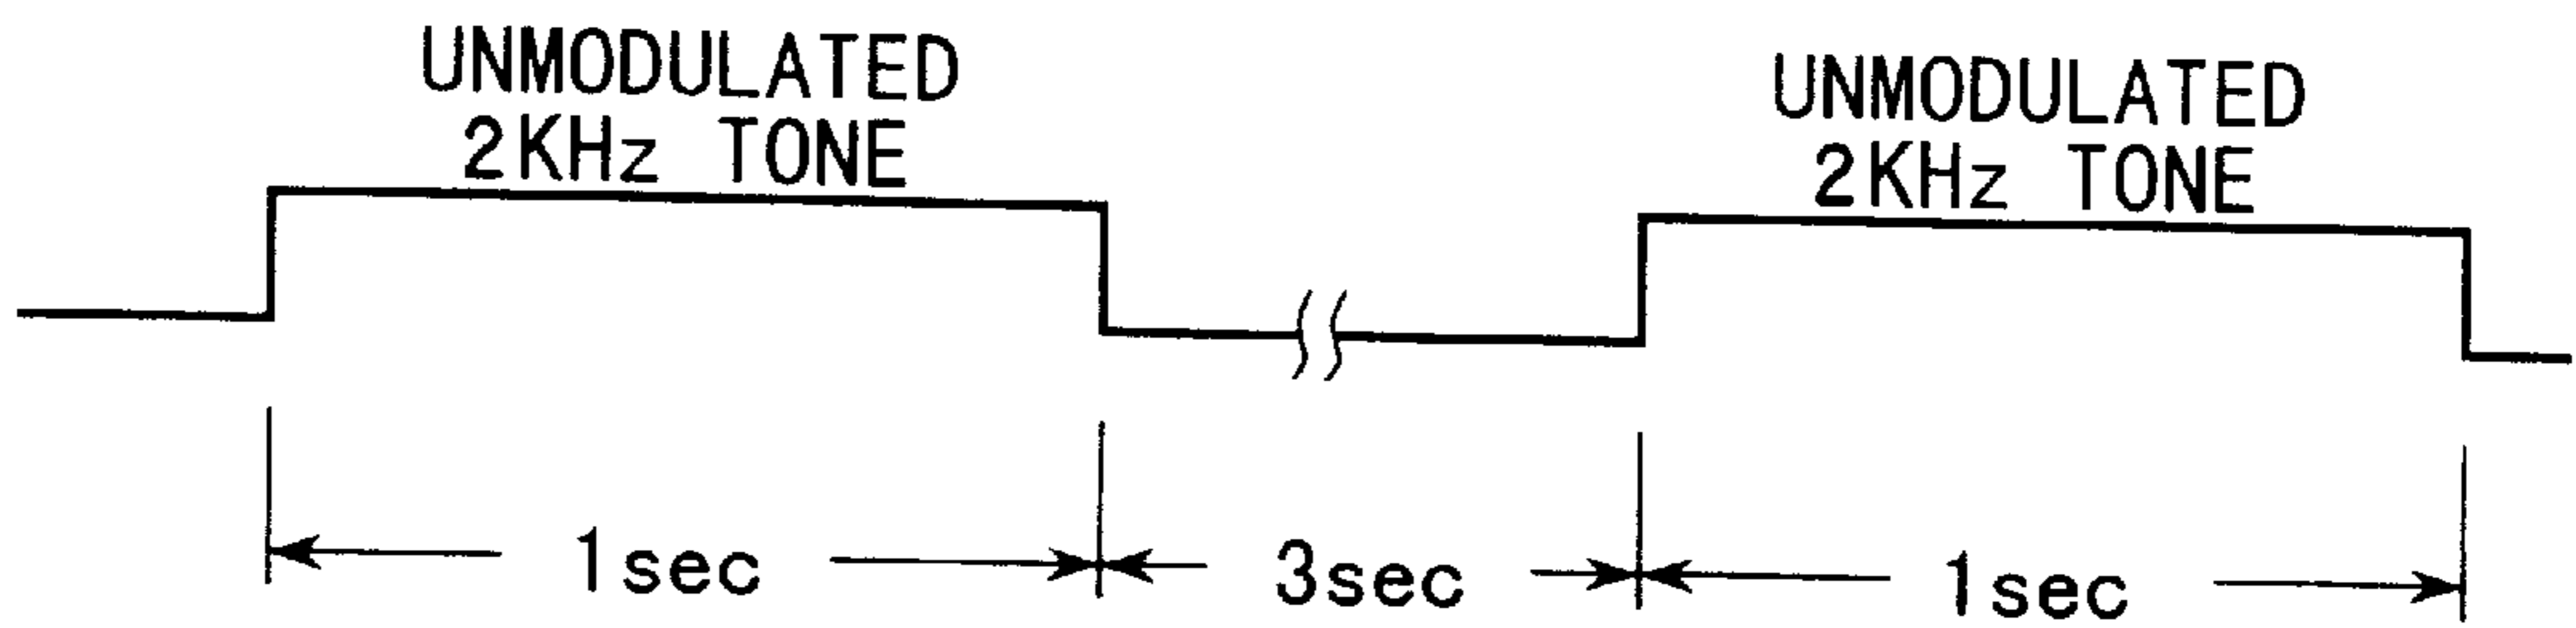 UNMODULATED
2KHz TONE
UNMODULATED
2KHz TONE
1sec
3sec
1sec